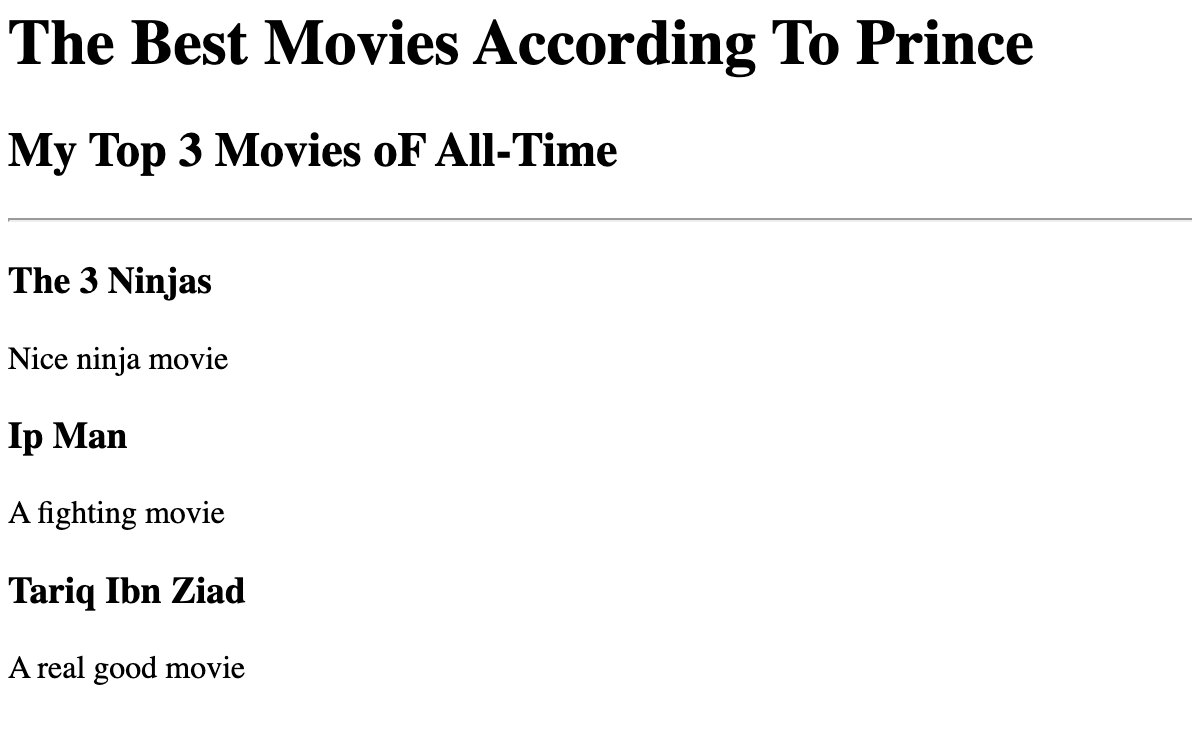 The Best Movies According To Prince
My Top 3 Movies oF All-Time
The 3 Ninjas
Nice ninja movie
Ip Man
A fighting movie
Tariq Ibn Ziad
A real good movie